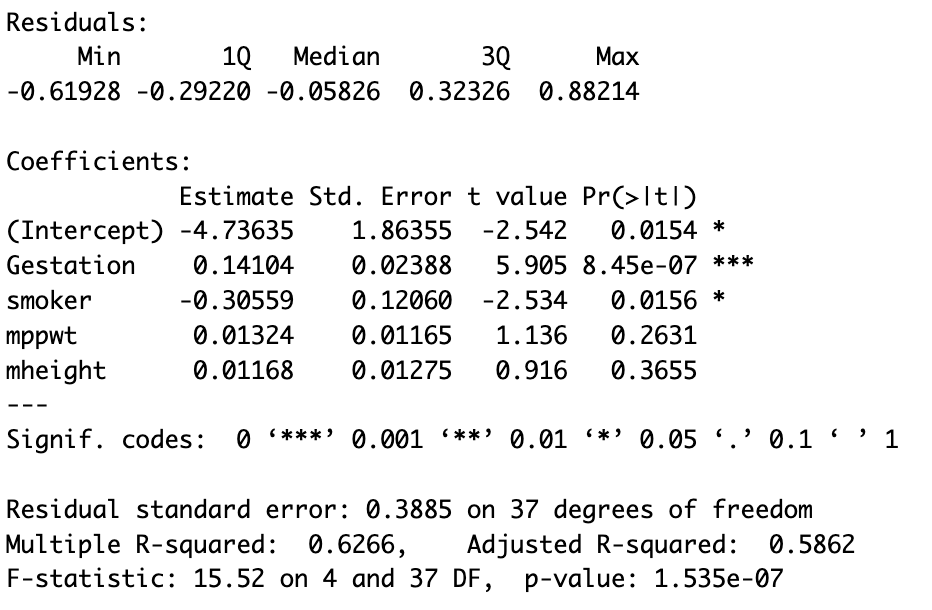 Residuals:
     Min       1Q   Median       3Q      Max
-0.61928 -0.29220 -0.05826  0.32326  0.88214
Coefficients:
            Estimate Std. Error t value Pr(>|t|)
(Intercept) -4.73635    1.86355  -2.542   0.0154 *
Gestation    0.14104    0.02388   5.905 8.45e-07 ***
smoker      -0.30559    0.12060  -2.534   0.0156 *
mppwt        0.01324    0.01165   1.136   0.2631
mheight      0.01168    0.01275   0.916   0.3655
---
Signif. codes:  0 ‘***’ 0.001 ‘**’ 0.01 ‘*’ 0.05 ‘.’ 0.1 ‘ ’ 1
Residual standard error: 0.3885 on 37 degrees of freedom
Multiple R-squared:  0.6266,    Adjusted R-squared:  0.5862
F-statistic: 15.52 on 4 and 37 DF,  p-value: 1.535e-07